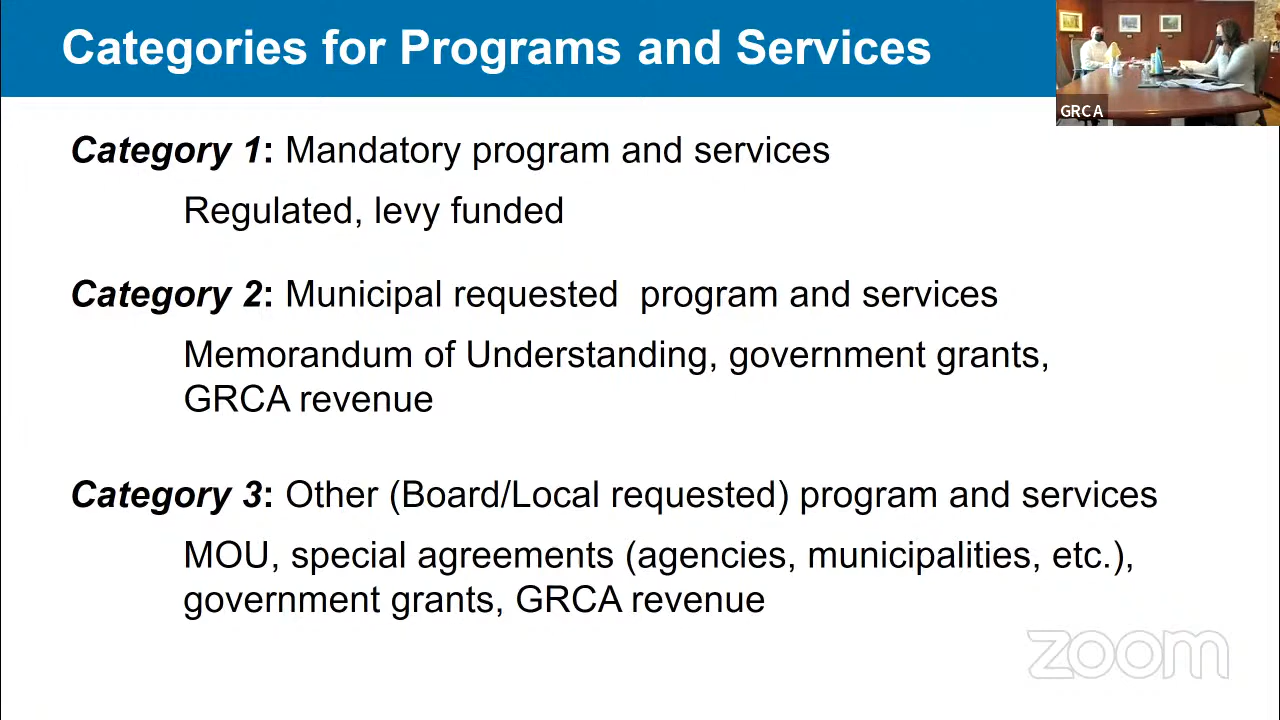 Categories for Programs and Services
GRCA
Category 1: Mandatory program and services
Regulated, levy funded
Category 2: Municipal requested  program and services
Memorandum of Understanding, government grants,
GRCA revenue
Category 3: Other (Board/Local requested) program and services
MOU, special agreements (agencies, municipalities, etc.),
government grants, GRCA revenue
zoom